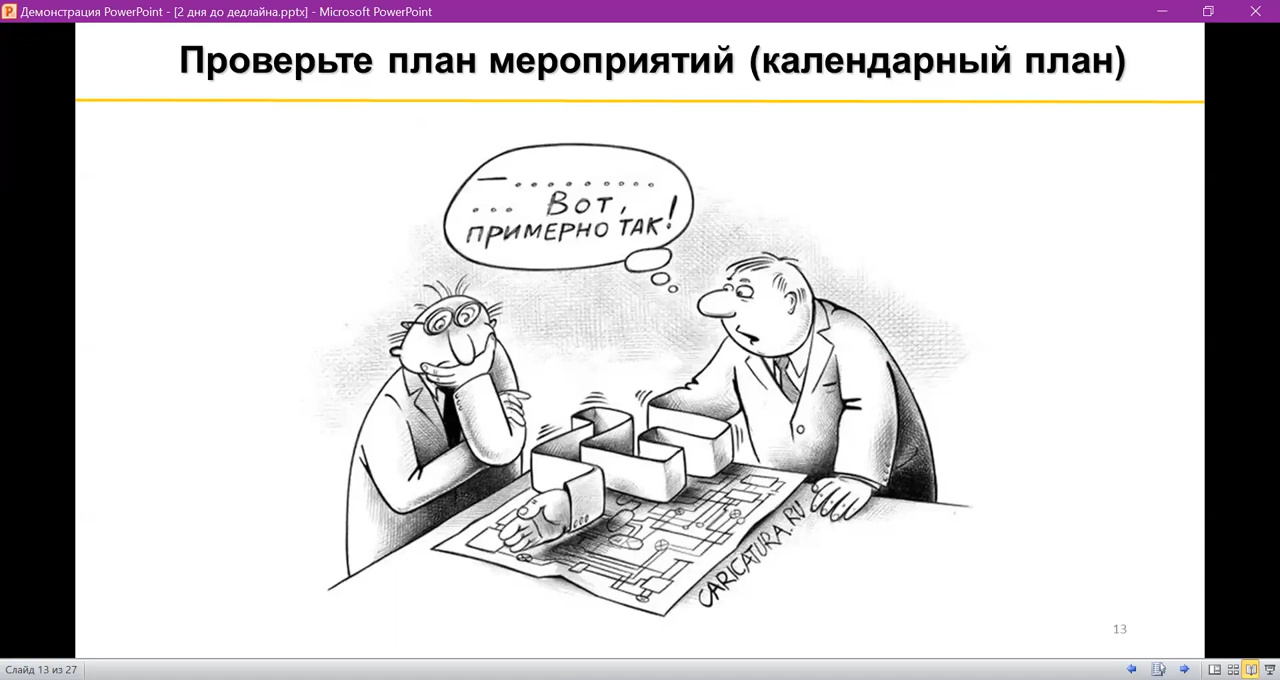 Демонстрация PowerPoint - [2 дня до дедлайна.pptx] - Microsoft PowerPoint
Проверьте план мероприятий (календарный план)
— . . . . . . . . . .
. . . Вот,
примерно так!
CARICATURA.RU
13
Слайд 13 из 27